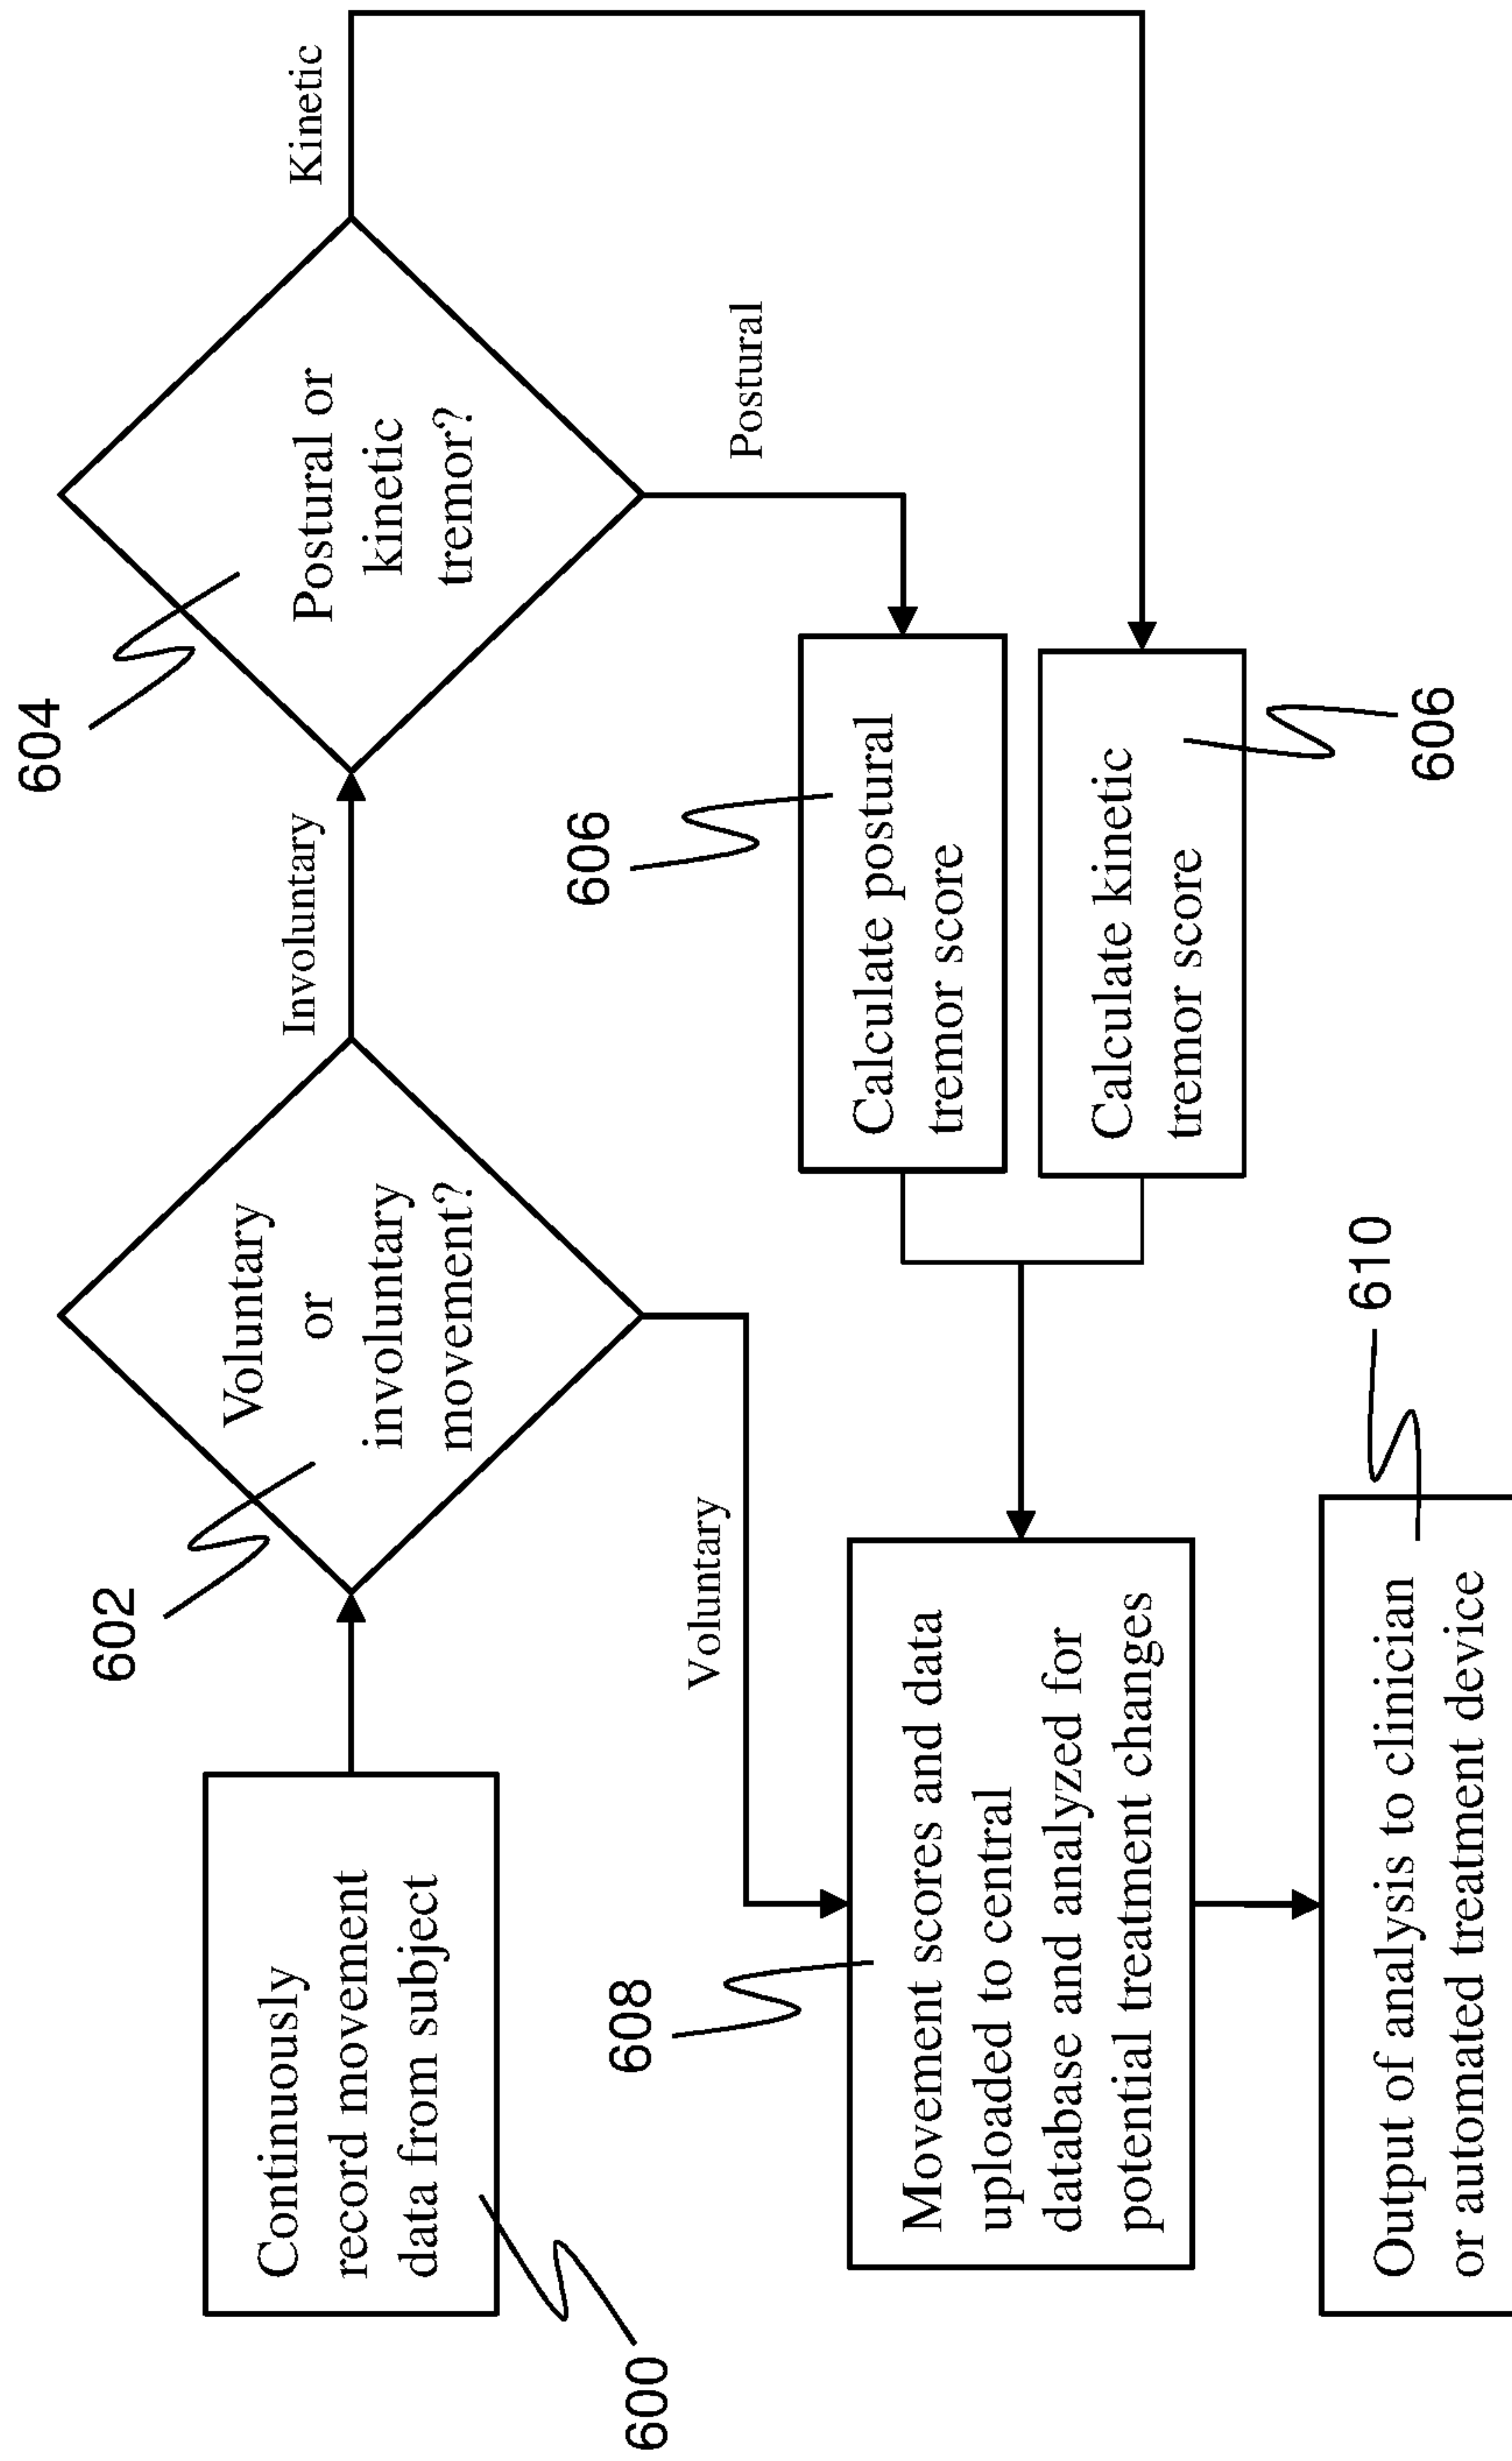 600
Continuously
record movement
data from subject
602
Voluntary
or
involuntary
movement?
Involuntary
604
Postural or
kinetic
tremor?
Kinetic
Postural
Voluntary
606
Calculate postural
tremor score
Calculate kinetic
tremor score
606
608
Movement scores and data
uploaded to central
database and analyzed for
potential treatment changes
610
Output of analysis to clinician
or automated treatment device